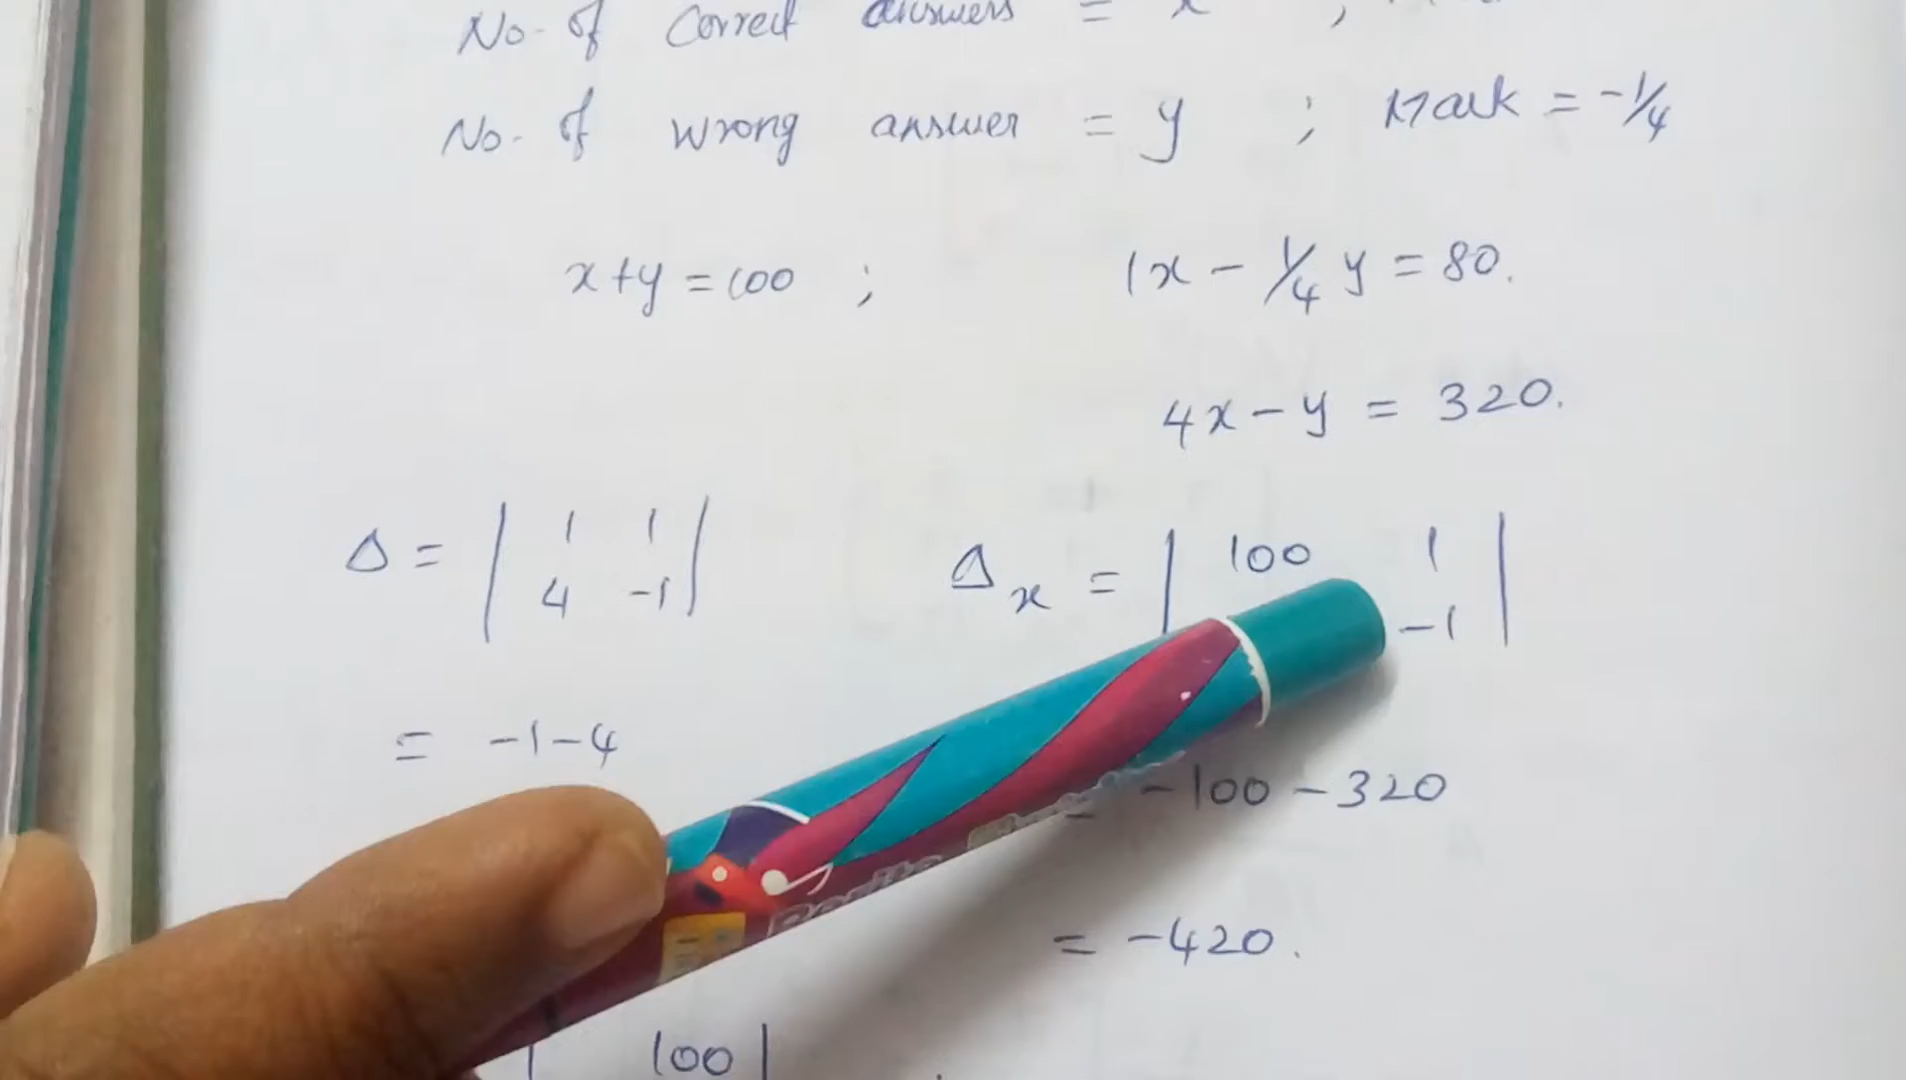 No. of Correct answers = x ;
No. of wrong answer = y ; Mark = -1/4
x+y = 100 ; 1x - 1/4 y = 80.
4x - y = 320.
Δ = | 1 1 | Δx = | 100 1 |
| 4 -1 | -1 |
= -1-4 = -100 - 320
= -420.
100 |